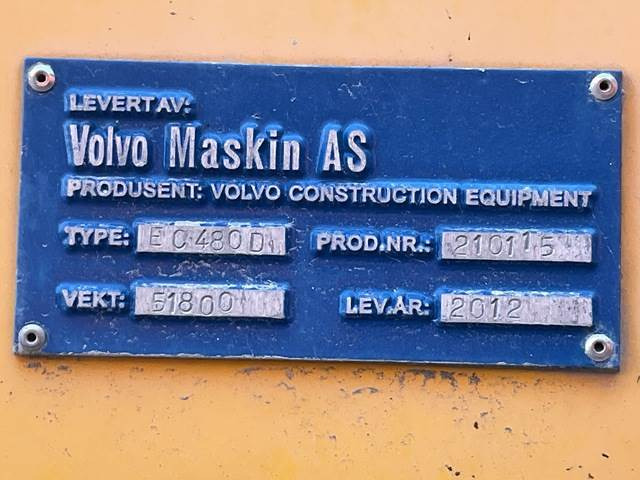 LEVERT AV:
Volvo Maskin AS
PRODUSENT: VOLVO CONSTRUCTION EQUIPMENT
TYPE: EC480D PROD.NR.: 210115
VEKT: 51800 LEV.ÅR: 2012